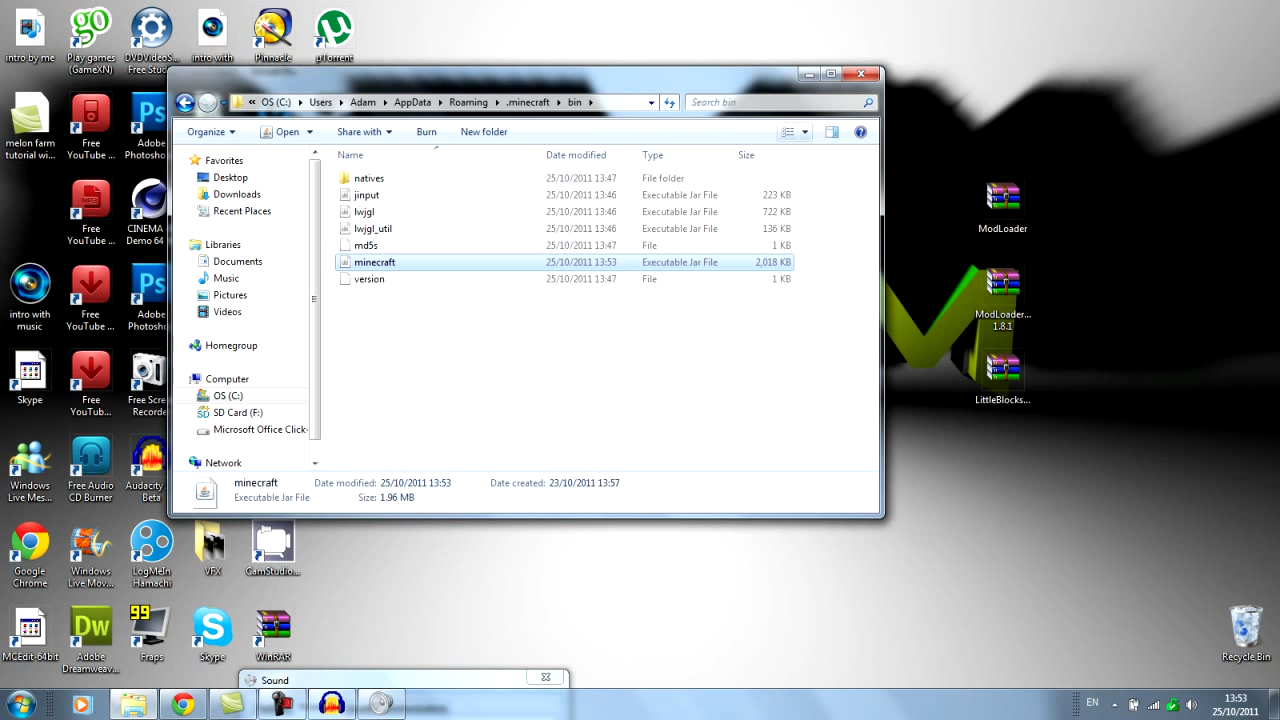 intro by me
Play games
(GameXN)
DVDVideoS...
Free Stud
intro with
Pinnacle
µTorrent
« OS (C:) Users Adam AppData Roaming .minecraft bin
Search bin
Organize Open Share with Burn New folder
Name Date modified Type Size
natives 25/10/2011 13:47 File folder
jinput 25/10/2011 13:46 Executable Jar File 223 KB
lwjgl 25/10/2011 13:46 Executable Jar File 722 KB
lwjgl_util 25/10/2011 13:46 Executable Jar File 136 KB
md5s 25/10/2011 13:47 File 1 KB
minecraft 25/10/2011 13:53 Executable Jar File 2,018 KB
version 25/10/2011 13:47 File 1 KB
Favorites
Desktop
Downloads
Recent Places
Libraries
Documents
Music
Pictures
Videos
Homegroup
Computer
OS (C:)
SD Card (F:)
Microsoft Office Click-
Network
minecraft Date modified: 25/10/2011 13:53 Date created: 23/10/2011 13:57
Executable Jar File Size: 1.96 MB
melon farm
tutorial wi...
Free
YouTube ...
Adobe
Photosho
Free
YouTube ...
CINEMA
Demo 64
intro with
music
Free
YouTube ...
Adobe
Photosho
Skype
Free
YouTub...
Free Scre
Recorde
Windows
Live Mes...
Free Audio
CD Burner
Audacity
Beta
Google
Chrome
Windows
Live Mov...
LogMeIn
Hamachi
VFX
CamStudio...
MCEdit-64bit
Dw
Adobe
Dreamweav...
99
Fraps
Skype
WinRAR
ModLoader
ModLoader...
1.8.1
LittleBlocks...
Recycle Bin
Sound
EN
13:53
25/10/2011